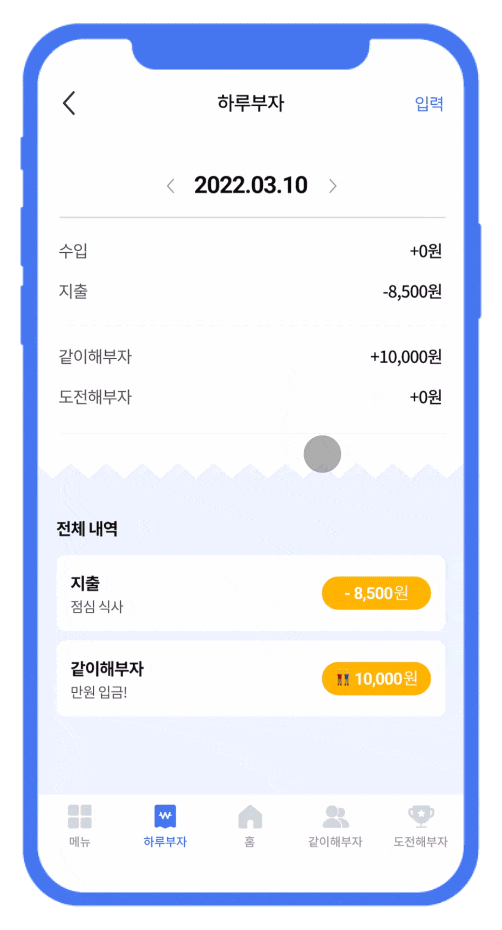 하루부자 입력
2022.03.10
수입 +0원
지출 -8,500원
같이해부자 +10,000원
도전해부자 +0원
전체 내역
지출
점심 식사
- 8,500원
같이해부자
만원 입금!
10,000원
메뉴 하루부자 홈 같이해부자 도전해부자